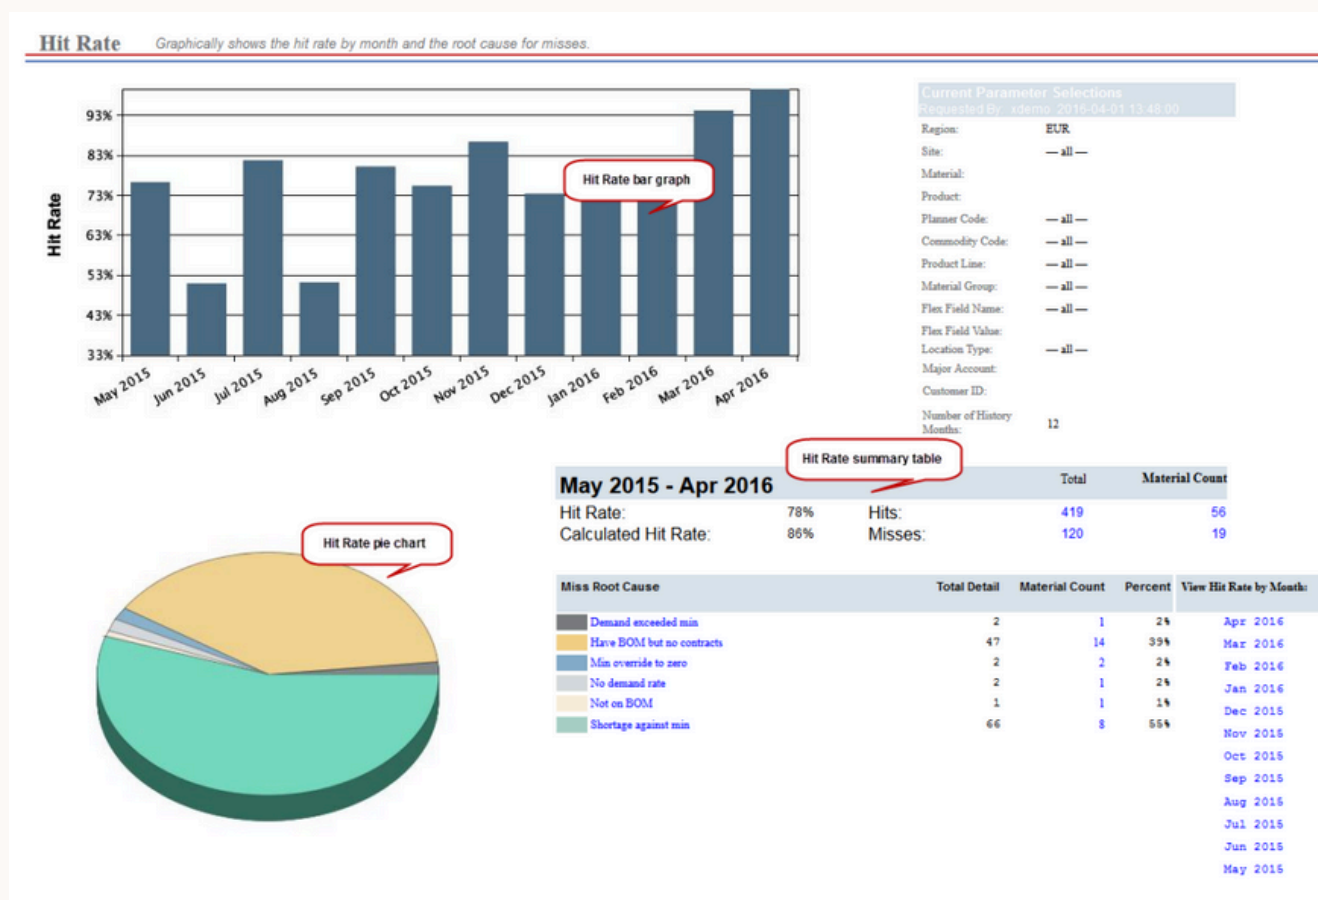 Hit Rate Graphically shows the hit rate by month and the root cause for misses.
Hit Rate
93%
83%
73%
63%
53%
43%
33%
May 2015 Jun 2015 Jul 2015 Aug 2015 Sep 2015 Oct 2015 Nov 2015 Dec 2015 Jan 2016 Feb 2016 Mar 2016 Apr 2016
Hit Rate bar graph
Current Parameter Selections
Requested By: xdemo 2016-04-01 13:48:00
Region: EUR
Site: — all —
Material:
Product:
Planner Code: — all —
Commodity Code: — all —
Product Line: — all —
Material Group: — all —
Flex Field Name: — all —
Flex Field Value:
Location Type: — all —
Major Account:
Customer ID:
Number of History
Months: 12
Hit Rate summary table
May 2015 - Apr 2016 Total Material Count
Hit Rate: 78% Hits: 419 56
Calculated Hit Rate: 86% Misses: 120 19
Hit Rate pie chart
Miss Root Cause Total Detail Material Count Percent View Hit Rate by Month:
Demand exceeded min 2 1 2% Apr 2016
Have BOM but no contracts 47 14 39% Mar 2016
Min override to zero 2 2 2% Feb 2016
No demand rate 2 1 2% Jan 2016
Not on BOM 1 1 1% Dec 2015
Shortage against min 66 8 55% Nov 2015
Oct 2015
Sep 2015
Aug 2015
Jul 2015
Jun 2015
May 2015